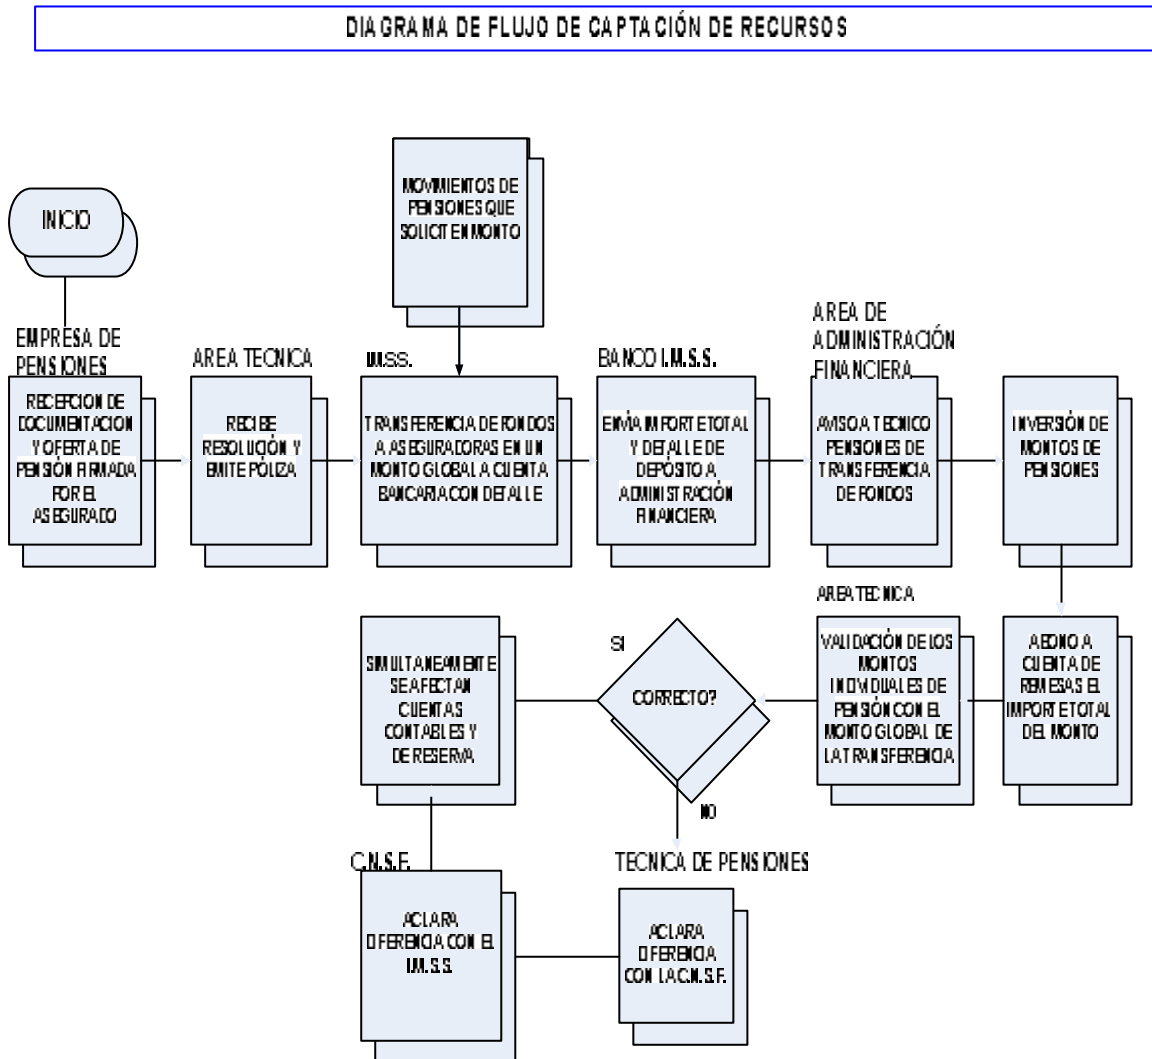 DIAGRAMA DE FLUJO DE CAPTACIÓN DE RECURSOS
MOVIMIENTOS DE
PENSIONES QUE
SOLICITEN MONTO
INICIO
EMPRESA DE
PENSIONES
RECEPCION DE
DOCUMENTACION
Y OFERTA DE
PENSIÓN FIRMADA
POR EL
ASEGURADO
AREA TECNICA
RECIBE
RESOLUCIÓN Y
EMITE PÓLIZA
I.M.S.S.
TRANSFERENCIA DE FONDOS
A ASEGURADORAS EN UN
MONTO GLOBAL A CUENTA
BANCARIA CON DETALLE
BANCO I.M.S.S.
ENVÍA IMPORTE TOTAL
Y DETALLE DE
DEPÓSITO A
ADMINISTRACIÓN
FINANCIERA
AREA DE
ADMINISTRACIÓN
FINANCIERA
AVISO A TECNICO
PENSIONES DE
TRANSFERENCIA
DE FONDOS
INVERSIÓN DE
MONTOS DE
PENSIONES
ABONO A
CUENTA DE
REMESAS EL
IMPORTE TOTAL
DEL MONTO
AREA TECNICA
VALIDACIÓN DE LOS
MONTOS
INDIVIDUALES DE
PENSIÓN CON EL
MONTO GLOBAL DE
LA TRANSFERENCIA
CORRECTO?
SI
NO
SIMULTANEAMENTE
SE AFECTAN
CUENTAS
CONTABLES Y
DE RESERVA
TECNICA DE PENSIONES
ACLARA
DIFERENCIA
CON LA C.N.S.F.
C.N.S.F.
ACLARA
DIFERENCIA CON EL
I.M.S.S.